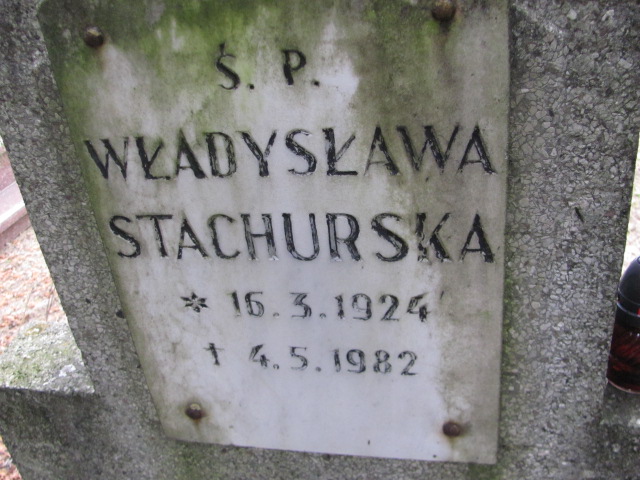 Ś. P.
WŁADYSŁAWA
STACHURSKA
* 16.3.1924
† 4.5.1982